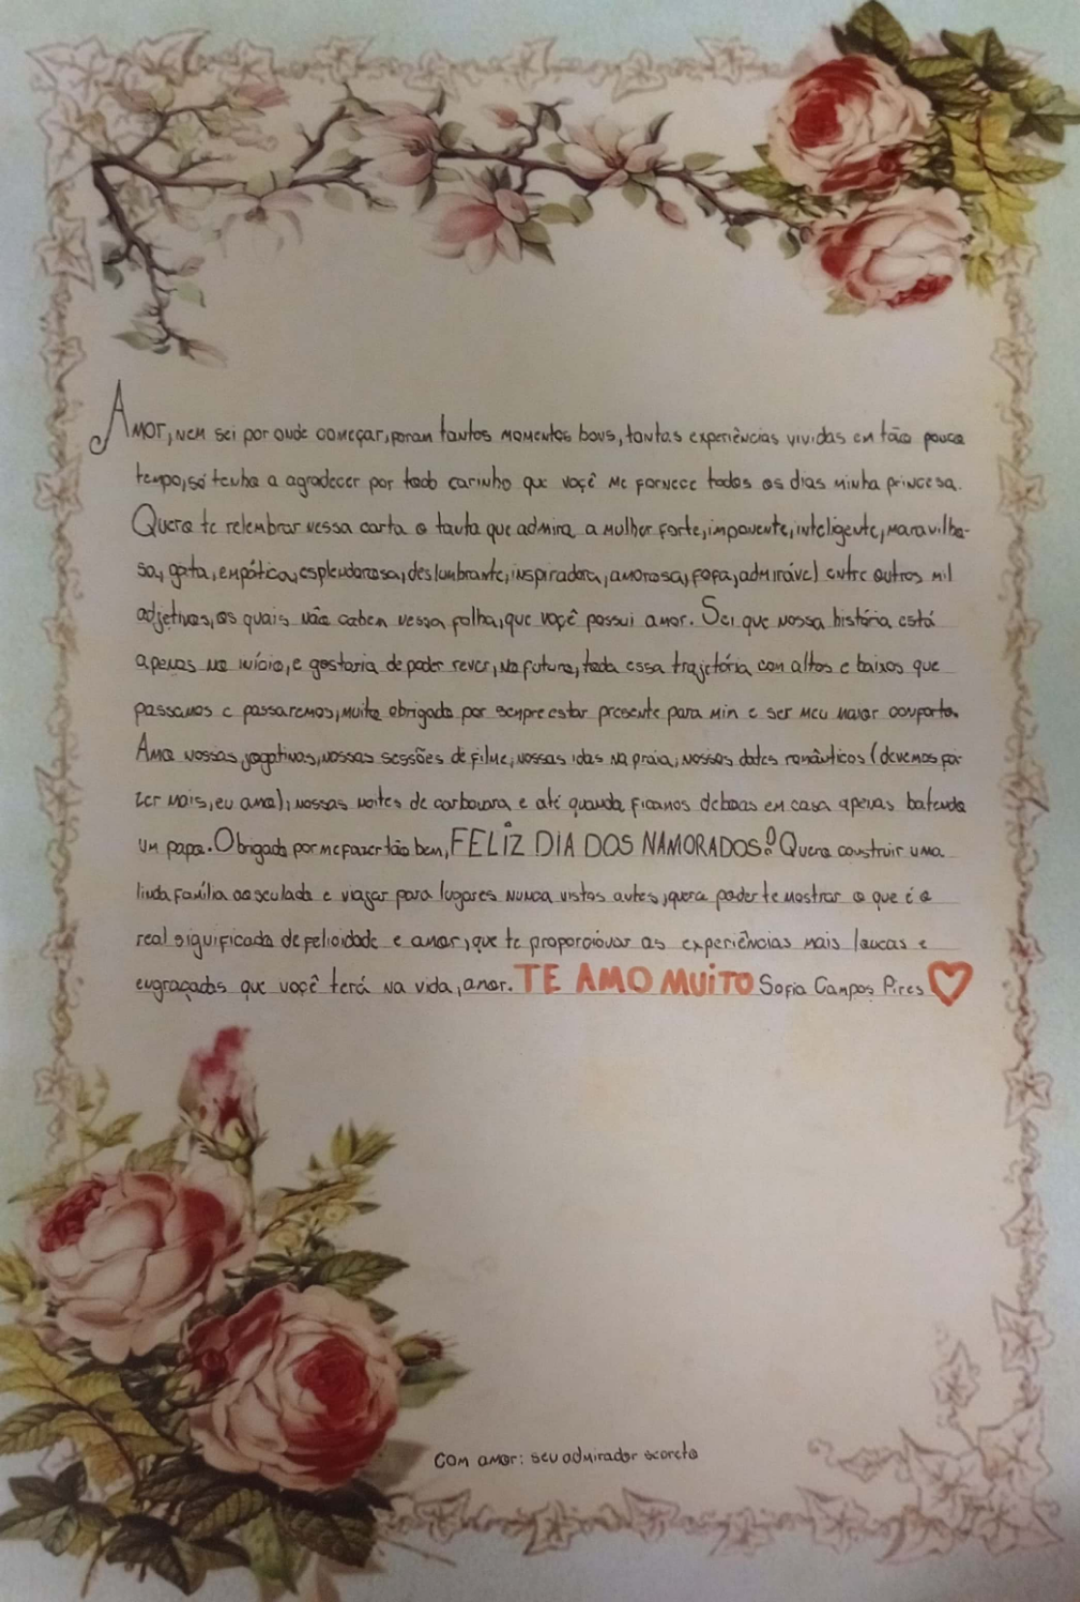 Amor, nem sei por onde começar, foram tantos momentos bons, tantas experiências vividas em tão pouco
tempo, só tenho a agradecer por todo carinho que você me fornece todos os dias minha princesa.
Quero te relembrar nessa carta o tanto que admiro a mulher forte, imponente, inteligente, maravilho-
sa, gata, empática, esplendorosa, deslumbrante, inspiradora, amorosa, fofa, admirável entre outros mil
adjetivos, os quais não cabem nessa folha, que você possui amor. Sei que nossa história está
apenas no início, e gostaria de poder rever, no futuro, toda essa trajetória com altos e baixos que
passamos e passaremos, muito obrigado por sempre estar presente para mim e ser meu maior conforto.
Amo nossas jogatinas, nossas sessões de filme, nossas idas na praia, nossos dates românticos (devemos fa-
zer mais, eu amo), nossas noites de   e até quando ficamos deboas em casa apenas batendo
um papo. Obrigado por me fazer tão bem, FELIZ DIA DOS NAMORADOS! Quero construir uma
linda família ao seu lado e viajar para lugares nunca vistos antes, quero poder te mostrar o que é o
real significado de felicidade e amor, que te proporcionar as experiências mais loucas e
engraçadas que você terá na vida, amor. TE AMO MUITO Sofia Campos Pires ♡
Com amor: seu admirador secreto